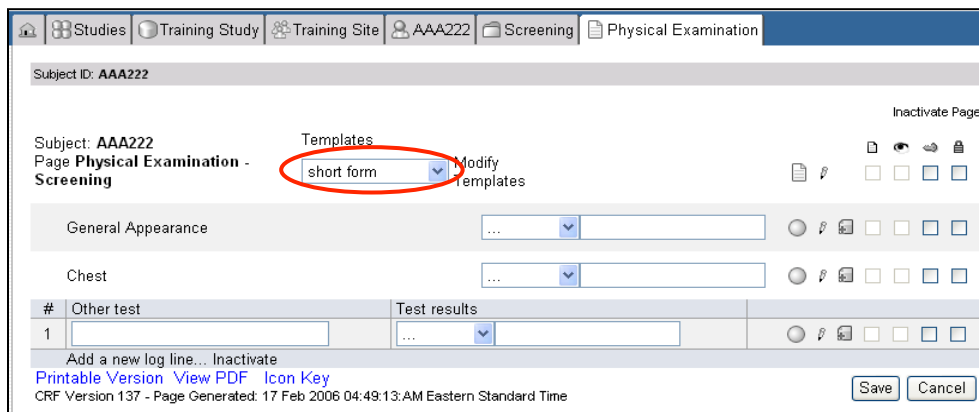 Studies Training Study Training Site AAA222 Screening Physical Examination
Subject ID: AAA222
Inactivate Page
Subject: AAA222
Page Physical Examination -
Screening
Templates
short form
Modify
Templates
General Appearance ...
Chest ...
# Other test Test results
1 ...
Add a new log line... Inactivate
Printable Version View PDF Icon Key
CRF Version 137 - Page Generated: 17 Feb 2006 04:49:13:AM Eastern Standard Time
Save Cancel